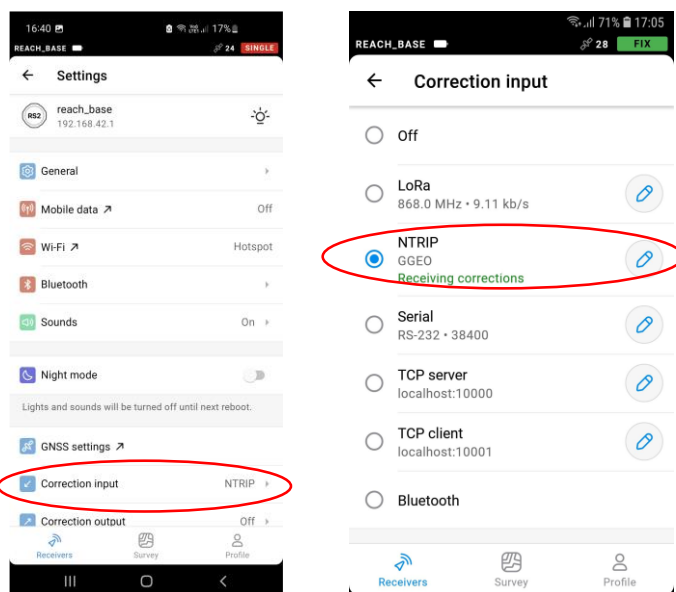 16:40 17%
REACH_BASE 24 SINGLE
Settings
RS2
reach_base
192.168.42.1
General
Mobile data Off
Wi-Fi Hotspot
Bluetooth
Sounds On
Night mode
Lights and sounds will be turned off until next reboot.
GNSS settings
Correction input NTRIP
Correction output Off
Receivers Survey Profile
71% 17:05
REACH_BASE 28 FIX
Correction input
Off
LoRa
868.0 MHz • 9.11 kb/s
NTRIP
GGEO
Receiving corrections
Serial
RS-232 • 38400
TCP server
localhost:10000
TCP client
localhost:10001
Bluetooth
Receivers Survey Profile